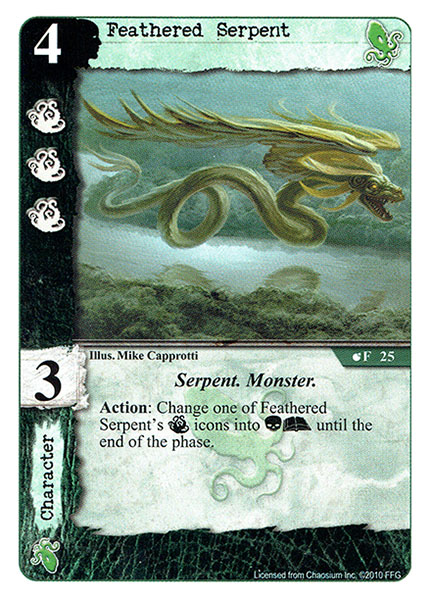 4
Feathered Serpent
Illus. Mike Capprotti
F 25
3
Serpent. Monster.
Action: Change one of Feathered
Serpent's icons into until the
end of the phase.
Character
Licensed from Chaosium Inc. ©2010 FFG